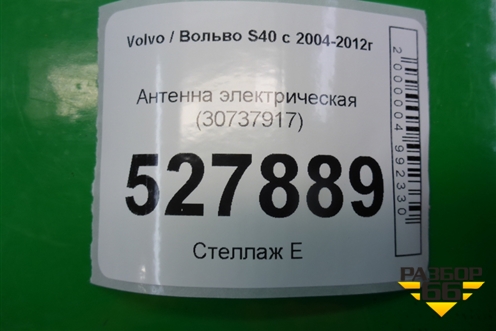 Volvo / Вольво S40 с 2004-2012г
Антенна электрическая
(30737917)
527889
Стеллаж Е
2000004992330
РАЗБОР
66